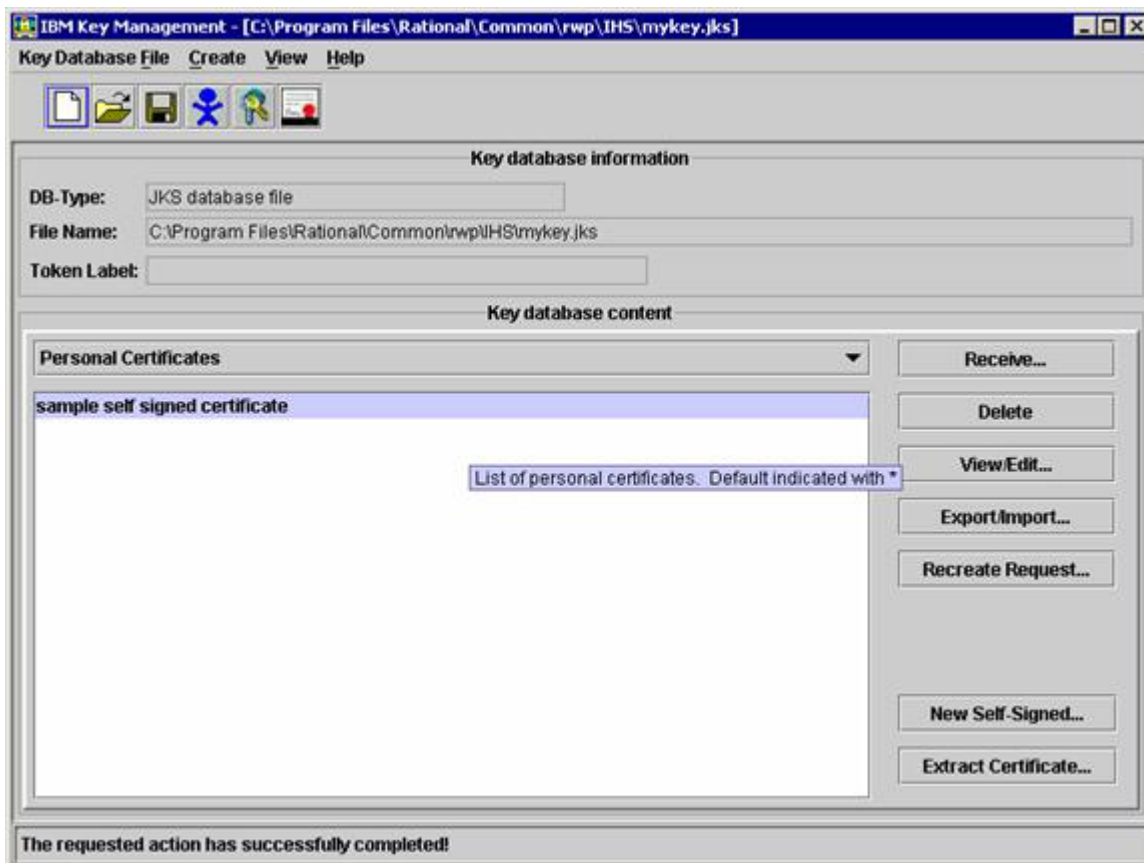 IBM Key Management - [C:\Program Files\Rational\Common\rwp\IHS\mykey.jks]
Key Database File Create View Help
Key database information
DB-Type: JKS database file
File Name: C:\Program Files\Rational\Common\rwp\IHS\mykey.jks
Token Label:
Key database content
Personal Certificates
Receive...
sample self signed certificate
Delete
List of personal certificates. Default indicated with *
View/Edit...
Export/Import...
Recreate Request...
New Self-Signed...
Extract Certificate...
The requested action has successfully completed!